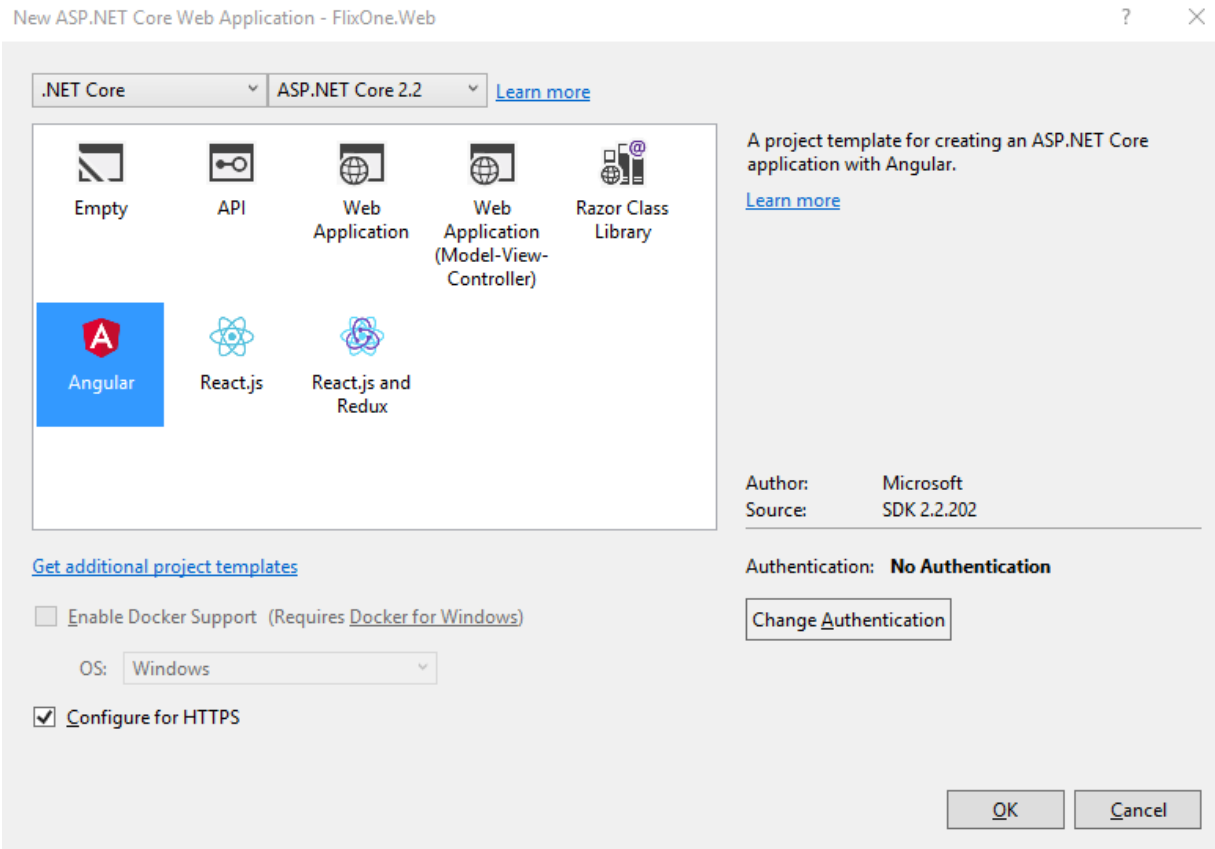 New ASP.NET Core Web Application - FlixOne.Web
?
.NET Core
ASP.NET Core 2.2
Learn more
Empty
API
Web
Application
Web
Application
(Model-View-
Controller)
Razor Class
Library
Angular
React.js
React.js and
Redux
A project template for creating an ASP.NET Core
application with Angular.
Learn more
Author: Microsoft
Source: SDK 2.2.202
Get additional project templates
Enable Docker Support (Requires Docker for Windows)
OS: Windows
Configure for HTTPS
Authentication: No Authentication
Change Authentication
OK
Cancel